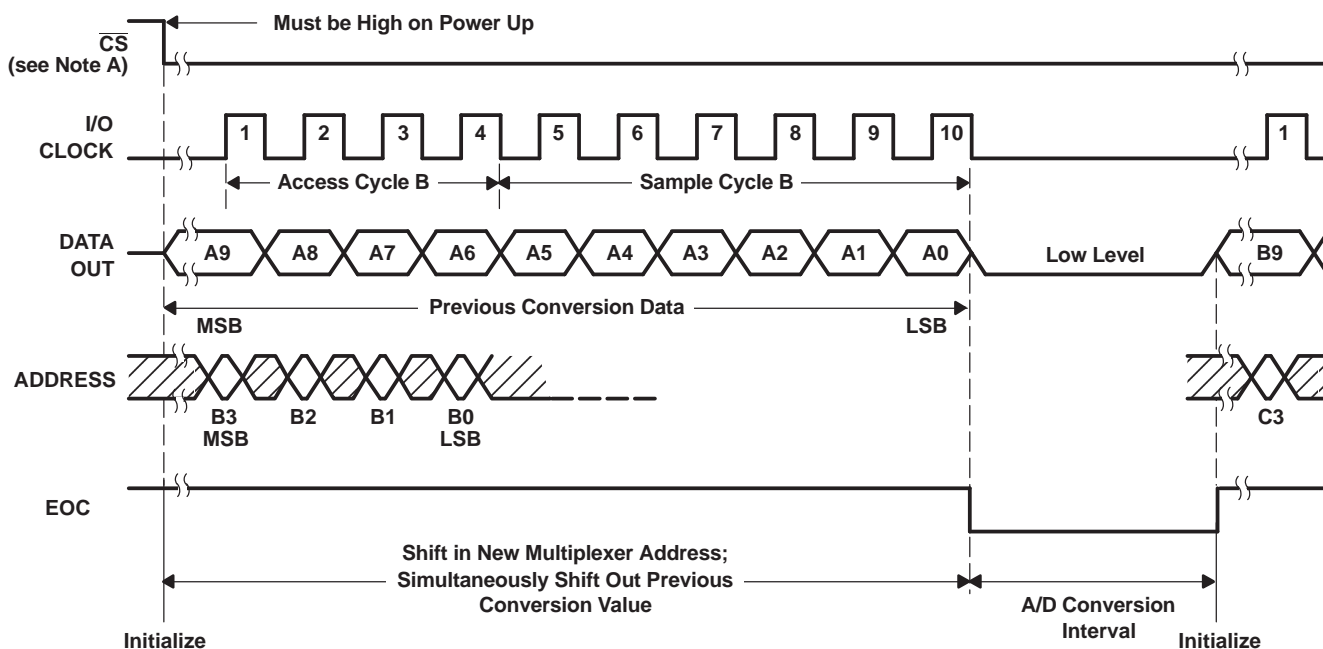 Must be High on Power Up
CS
(see Note A)
I/O
CLOCK
1 2 3 4 5 6 7 8 9 10 1
Access Cycle B
Sample Cycle B
DATA
OUT
A9 A8 A7 A6 A5 A4 A3 A2 A1 A0 Low Level B9
Previous Conversion Data
MSB LSB
ADDRESS
B3 B2 B1 B0 C3
MSB LSB
EOC
Shift in New Multiplexer Address;
Simultaneously Shift Out Previous
Conversion Value
A/D Conversion
Interval
Initialize Initialize